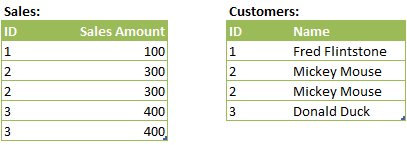 Sales: Customers:
ID Sales Amount ID Name
1 100 1 Fred Flintstone
2 300 2 Mickey Mouse
2 300 2 Mickey Mouse
3 400 3 Donald Duck
3 400